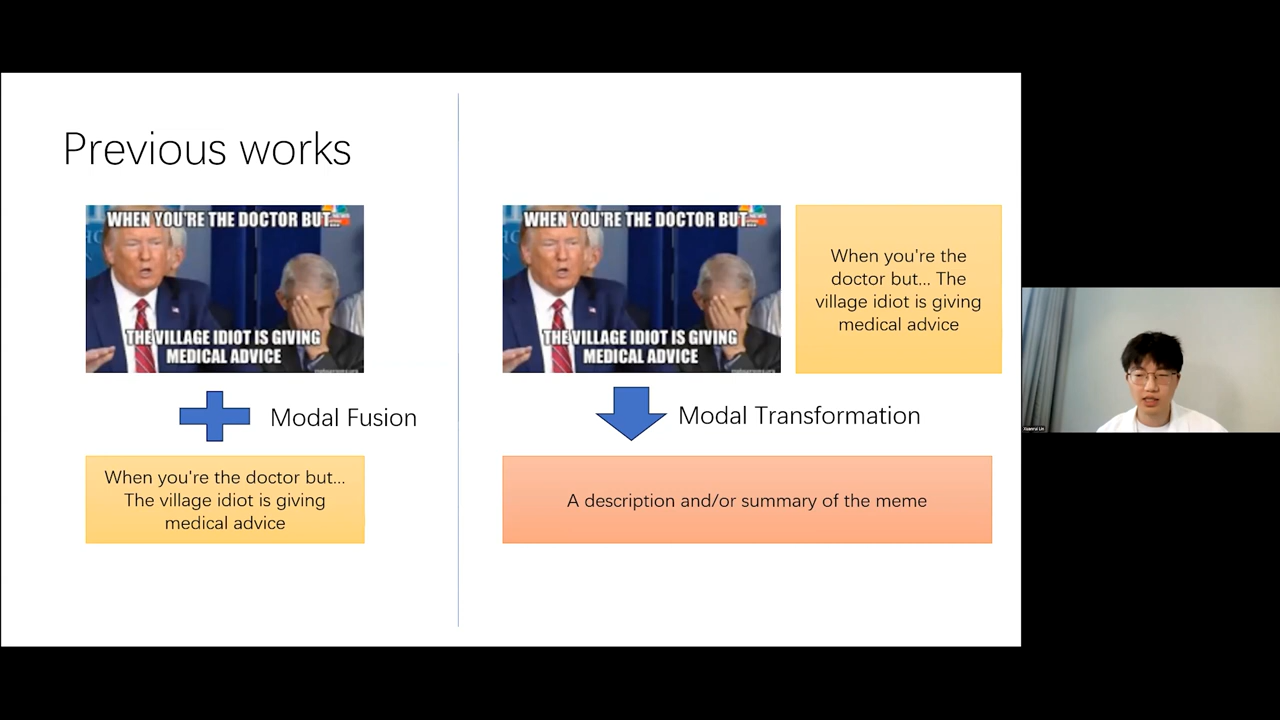 Previous works
WHEN YOU'RE THE DOCTOR BUT...
THE VILLAGE IDIOT IS GIVING
MEDICAL ADVICE
Modal Fusion
When you're the doctor but...
The village idiot is giving
medical advice
WHEN YOU'RE THE DOCTOR BUT...
THE VILLAGE IDIOT IS GIVING
MEDICAL ADVICE
When you're the
doctor but... The
village idiot is giving
medical advice
Modal Transformation
A description and/or summary of the meme